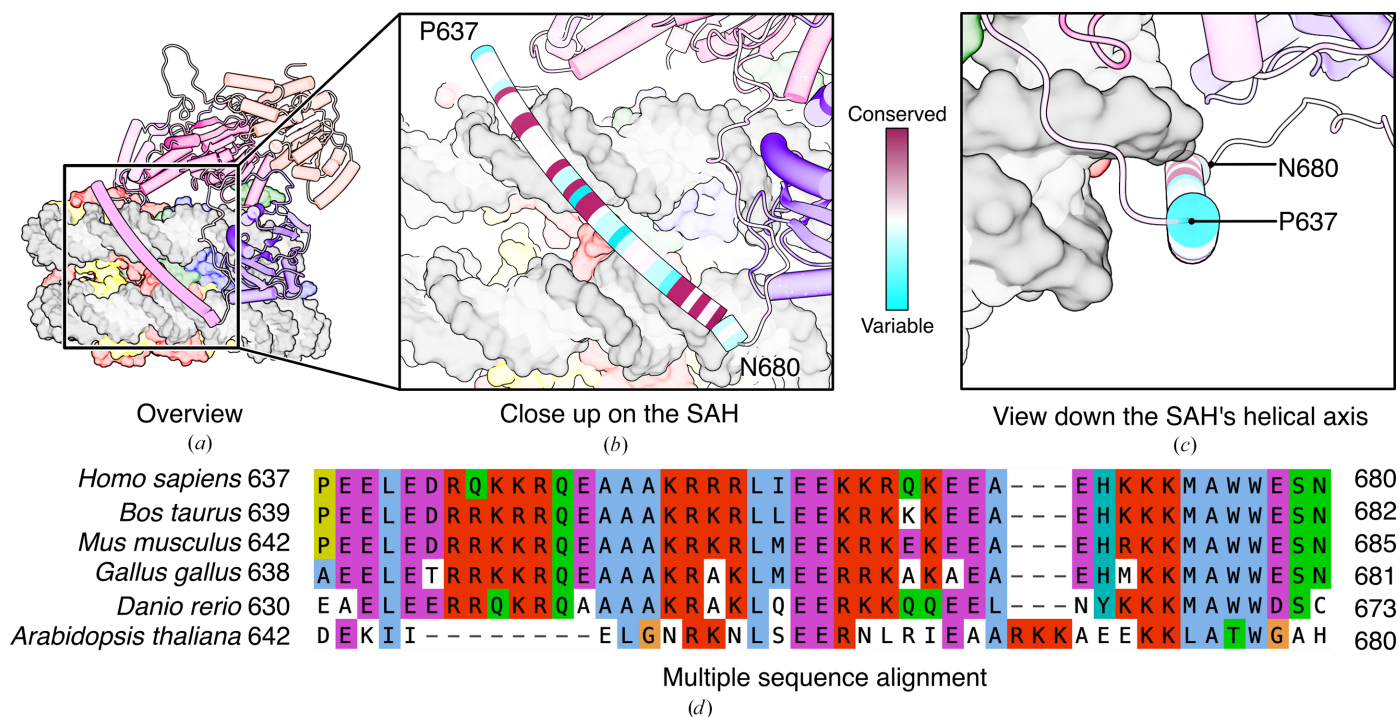 P637
N680
Conserved
Variable
N680
P637
Overview
Close up on the SAH
View down the SAH's helical axis
(a)
(b)
(c)
Homo sapiens 637 PEELEDRQKKRQEAAAKRRRLIEEKKRQKEEA---EHKKKMAWWESN 680
Bos taurus 639 PEELEDRRKRRQEAAAKRKRLLEEKRKKKEEA---EHKKKMAWWESN 682
Mus musculus 642 PEELEDRRKKRQEAAAKRKRLMEEKRKEKEEA---EHRKKMAWWESN 685
Gallus gallus 638 AEELETRRKKRQEAAAKRAKLMEERRKAKAEA---EHMKKMAWWESN 681
Danio rerio 630 EAELEERRQKRQAAAAKRAKLQEERKKQQEEL---NYKKKMAWWDSC 673
Arabidopsis thaliana 642 DEKII--------ELGNRKNLSEERNLRIEAARKKAEEKKLATWGAH 680
Multiple sequence alignment
(d)